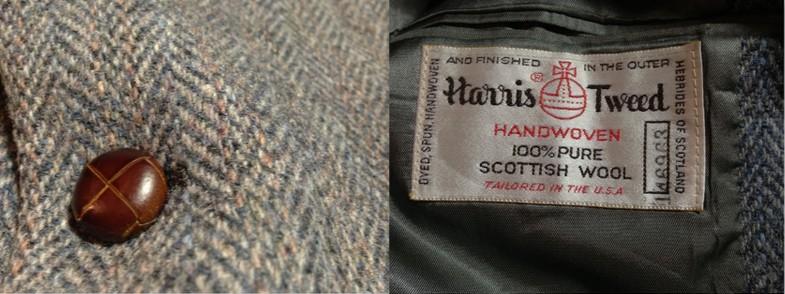 DYED, SPUN, HANDWOVEN
AND FINISHED IN THE OUTER
HEBRIDES OF SCOTLAND
Harris ® Tweed
HANDWOVEN
100% PURE
SCOTTISH WOOL
TAILORED IN THE U.S.A